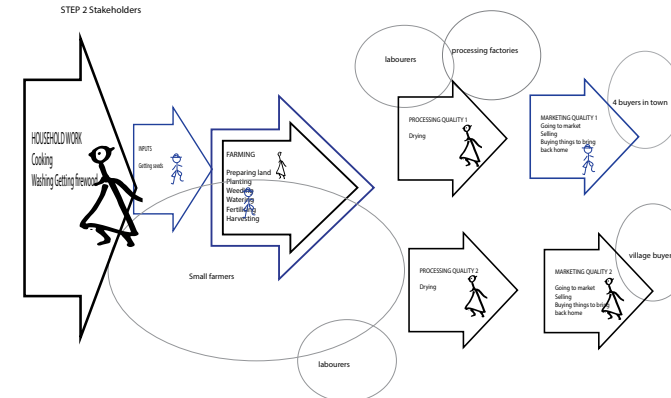 STEP 2 Stakeholders
HOUSEHOLD WORK
Cooking
Washing Getting firewood
INPUTS
Getting seeds
FARMING
Preparing land
Planting
Weeding
Watering
Fertilising
Harvesting
Small farmers
labourers
labourers
processing factories
PROCESSING QUALITY 1
Drying
MARKETING QUALITY 1
Going to market
Selling
Buying things to bring
back home
4 buyers in town
PROCESSING QUALITY 2
Drying
MARKETING QUALITY 2
Going to market
Selling
Buying things to bring
back home
village buyer